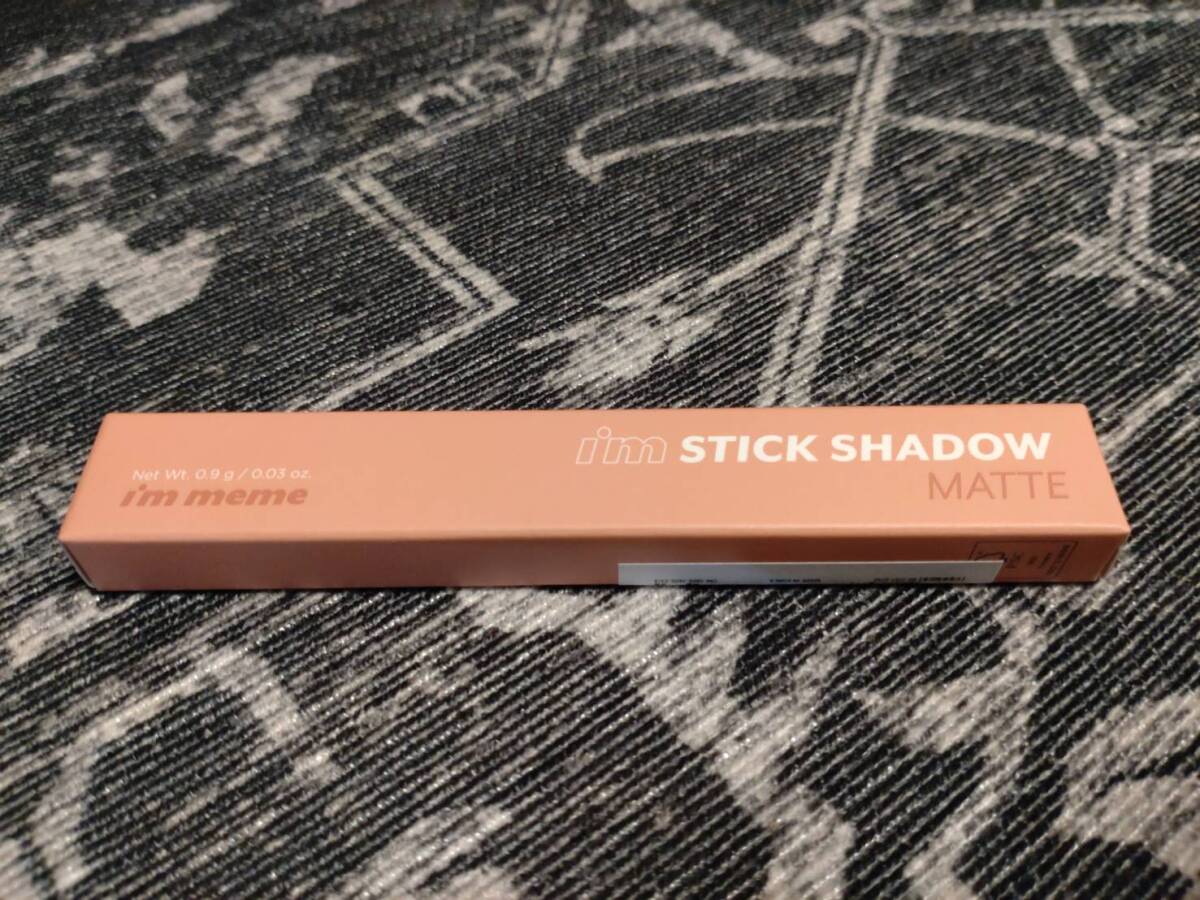 i'm STICK SHADOW
MATTE
Net Wt. 0.9 g / 0.03 oz.
i'm meme